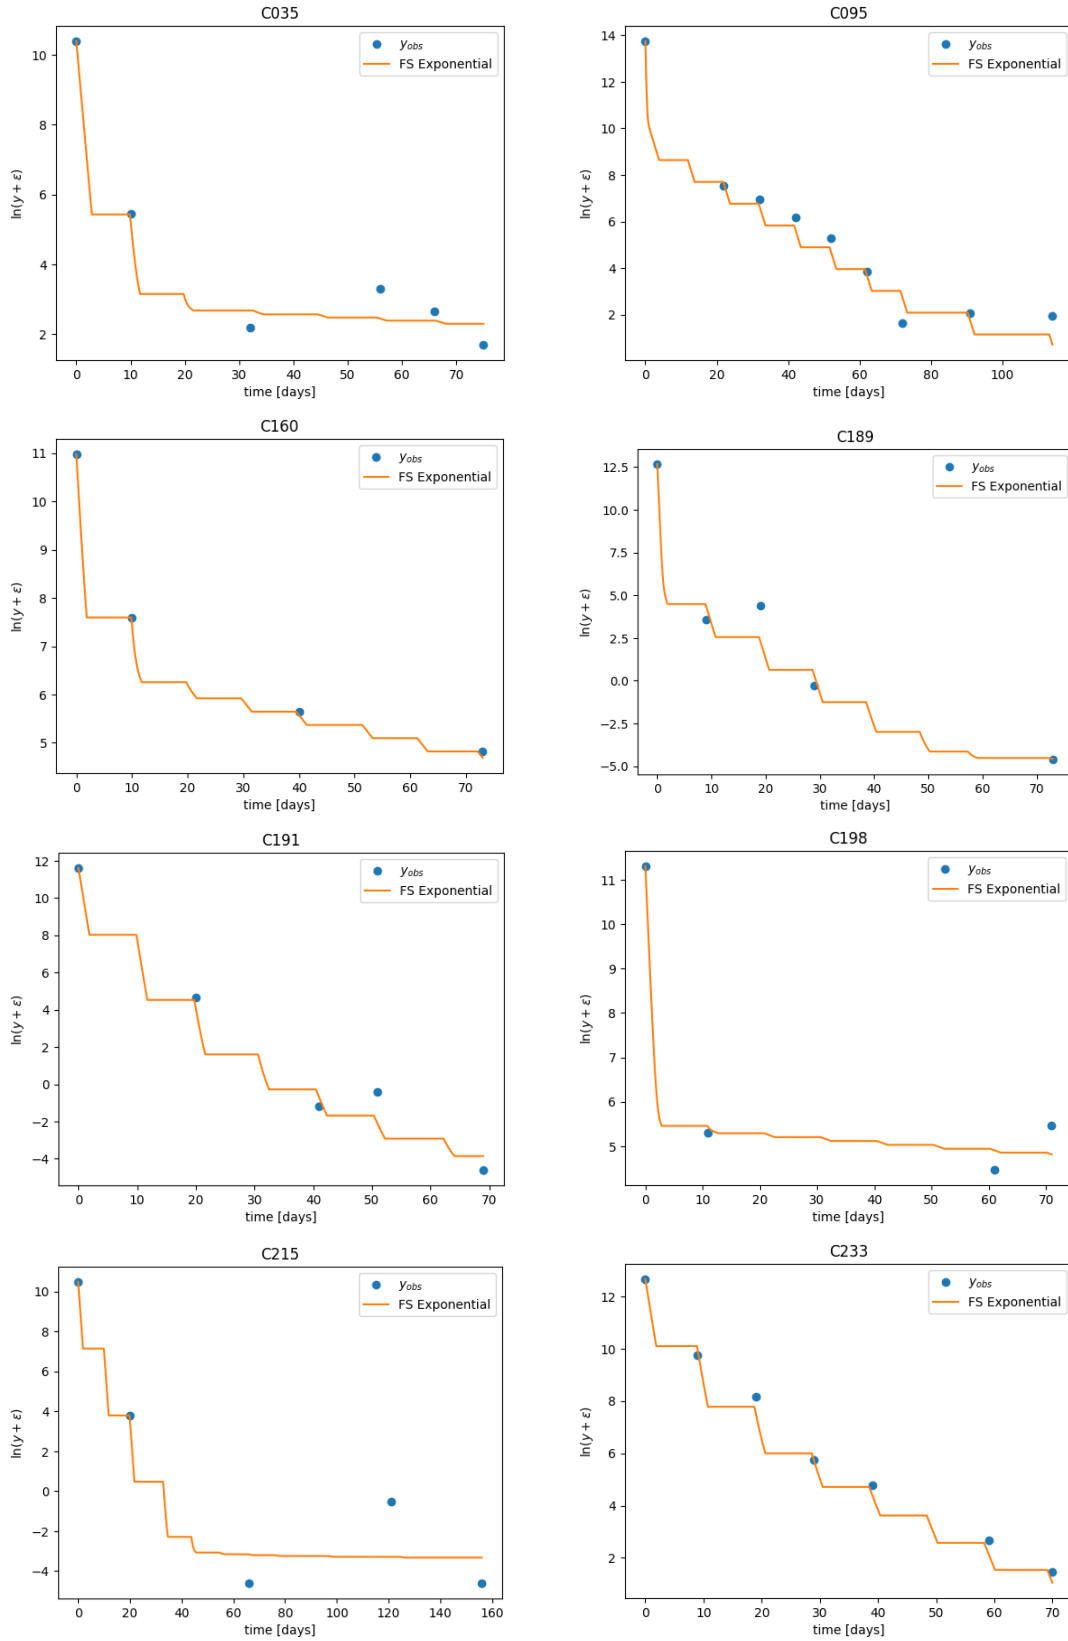 C035
y_obs
FS Exponential
10
8
6
4
2
ln(y + ε)
0 10 20 30 40 50 60 70
time [days]
C095
y_obs
FS Exponential
14
12
10
8
6
4
2
ln(y + ε)
0 20 40 60 80 100
time [days]
C160
y_obs
FS Exponential
11
10
9
8
7
6
5
ln(y + ε)
0 10 20 30 40 50 60 70
time [days]
C189
y_obs
FS Exponential
12.5
10.0
7.5
5.0
2.5
0.0
−2.5
−5.0
ln(y + ε)
0 10 20 30 40 50 60 70
time [days]
C191
y_obs
FS Exponential
12
10
8
6
4
2
0
−2
−4
ln(y + ε)
0 10 20 30 40 50 60 70
time [days]
C198
y_obs
FS Exponential
11
10
9
8
7
6
5
ln(y + ε)
0 10 20 30 40 50 60 70
time [days]
C215
y_obs
FS Exponential
10
8
6
4
2
0
−2
−4
ln(y + ε)
0 20 40 60 80 100 120 140 160
time [days]
C233
y_obs
FS Exponential
12
10
8
6
4
2
ln(y + ε)
0 10 20 30 40 50 60 70
time [days]